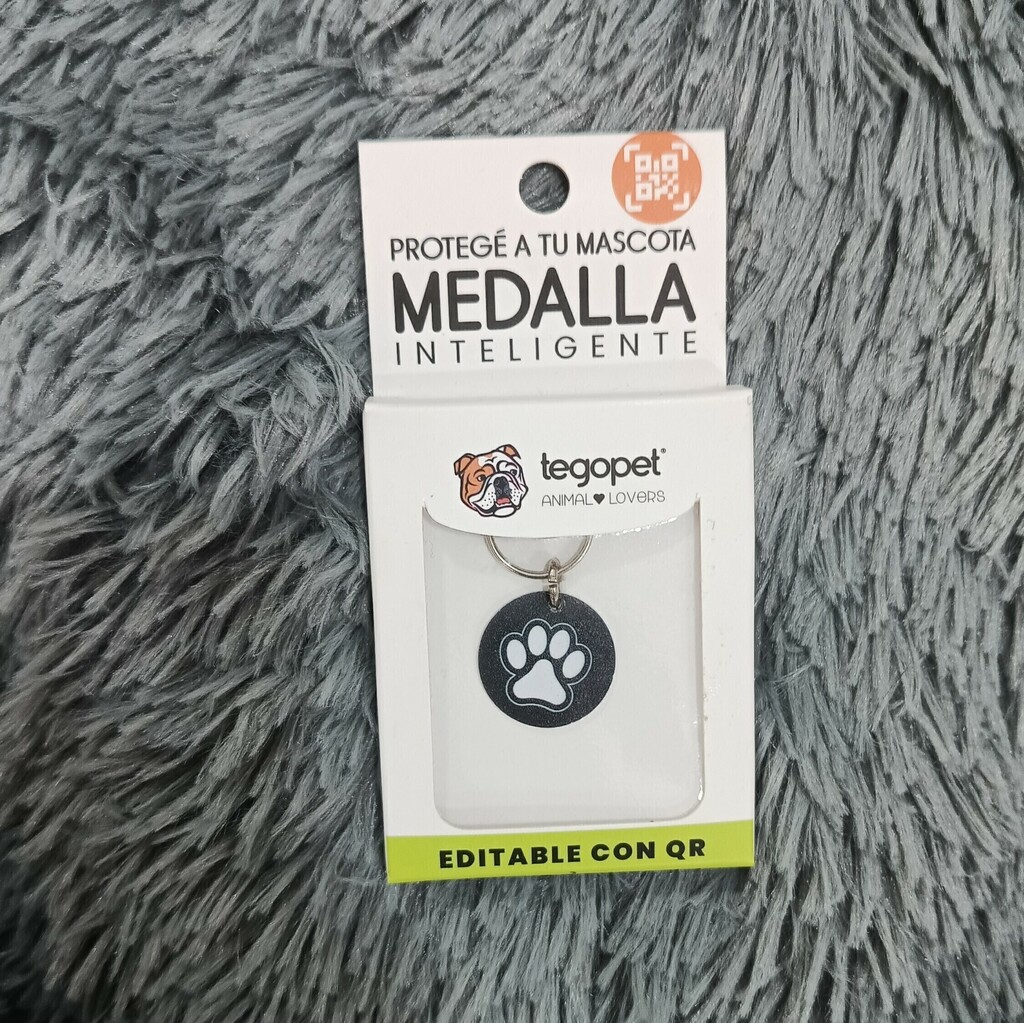 PROTEGÉ A TU MASCOTA
MEDALLA
INTELIGENTE
tegopet®
ANIMAL♥LOVERS
EDITABLE CON QR